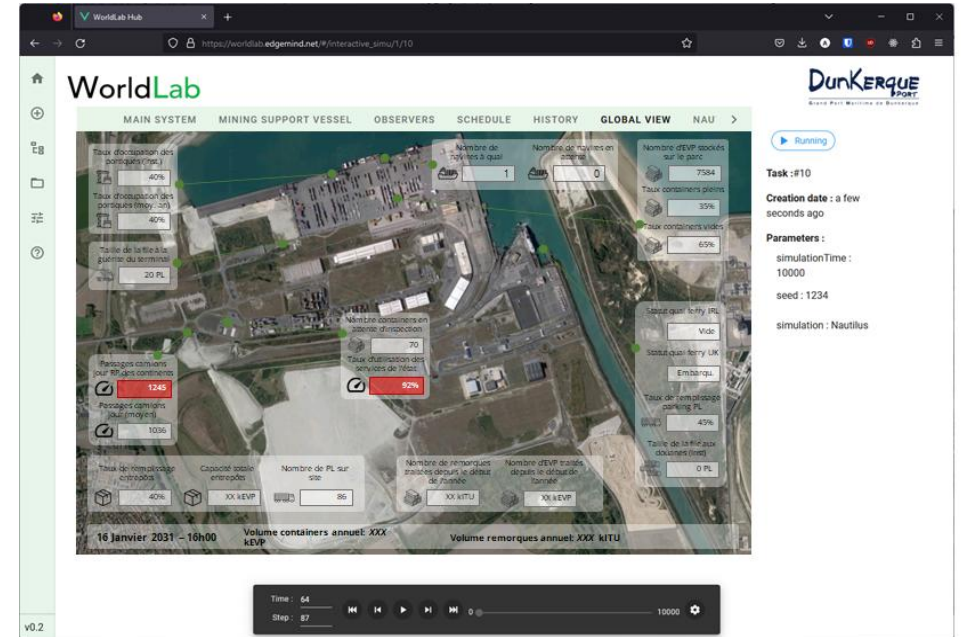 WorldLab Hub
https://worldlab.edgemind.net/#/interactive_simu/1/10
WorldLab
DunKerque
PORT
Grand Port Maritime de Dunkerque
MAIN SYSTEM MINING SUPPORT VESSEL OBSERVERS SCHEDULE HISTORY GLOBAL VIEW NAU
Running
Task :#10
Creation date : a few
seconds ago
Parameters :
simulationTime :
10000
seed : 1234
simulation : Nautilus
Taux d'occupation des
portiques (inst.)
40%
Taux d'occupation des
portiques (moy. an)
40%
Taille de la file à la
guérite du terminal
20 PL
Nombre de
navires à quai
1
Nombre de navires en
attente
0
Nombre d'EVP stockés
sur le parc
7584
Taux containers pleins
35%
Taux containers vides
65%
Nombre containers en
attente d'inspection
70
Taux d'utilisation des
services de l'état
92%
Statut quai ferry IRL
Vide
Statut quai ferry UK
Embarqu.
Taux de remplissage
parking PL
45%
Taille de la file aux
douanes (inst)
0 PL
Passages camions
jour RP des continents
1245
Passages camions
jour (moyen)
1036
Taux de remplissage
entrepôts
40%
Capacité totale
entrepôts
XX kEVP
Nombre de PL sur
site
86
Nombre de remorques
traitées depuis le début
de l'année
XX kITU
Nombre d'EVP traités
depuis le début de
l'année
XX kEVP
16 Janvier 2031 – 16h00
Volume containers annuel: XXX
kEVP
Volume remorques annuel: XXX kITU
Time : 64
Step : 87
0
10000
v0.2